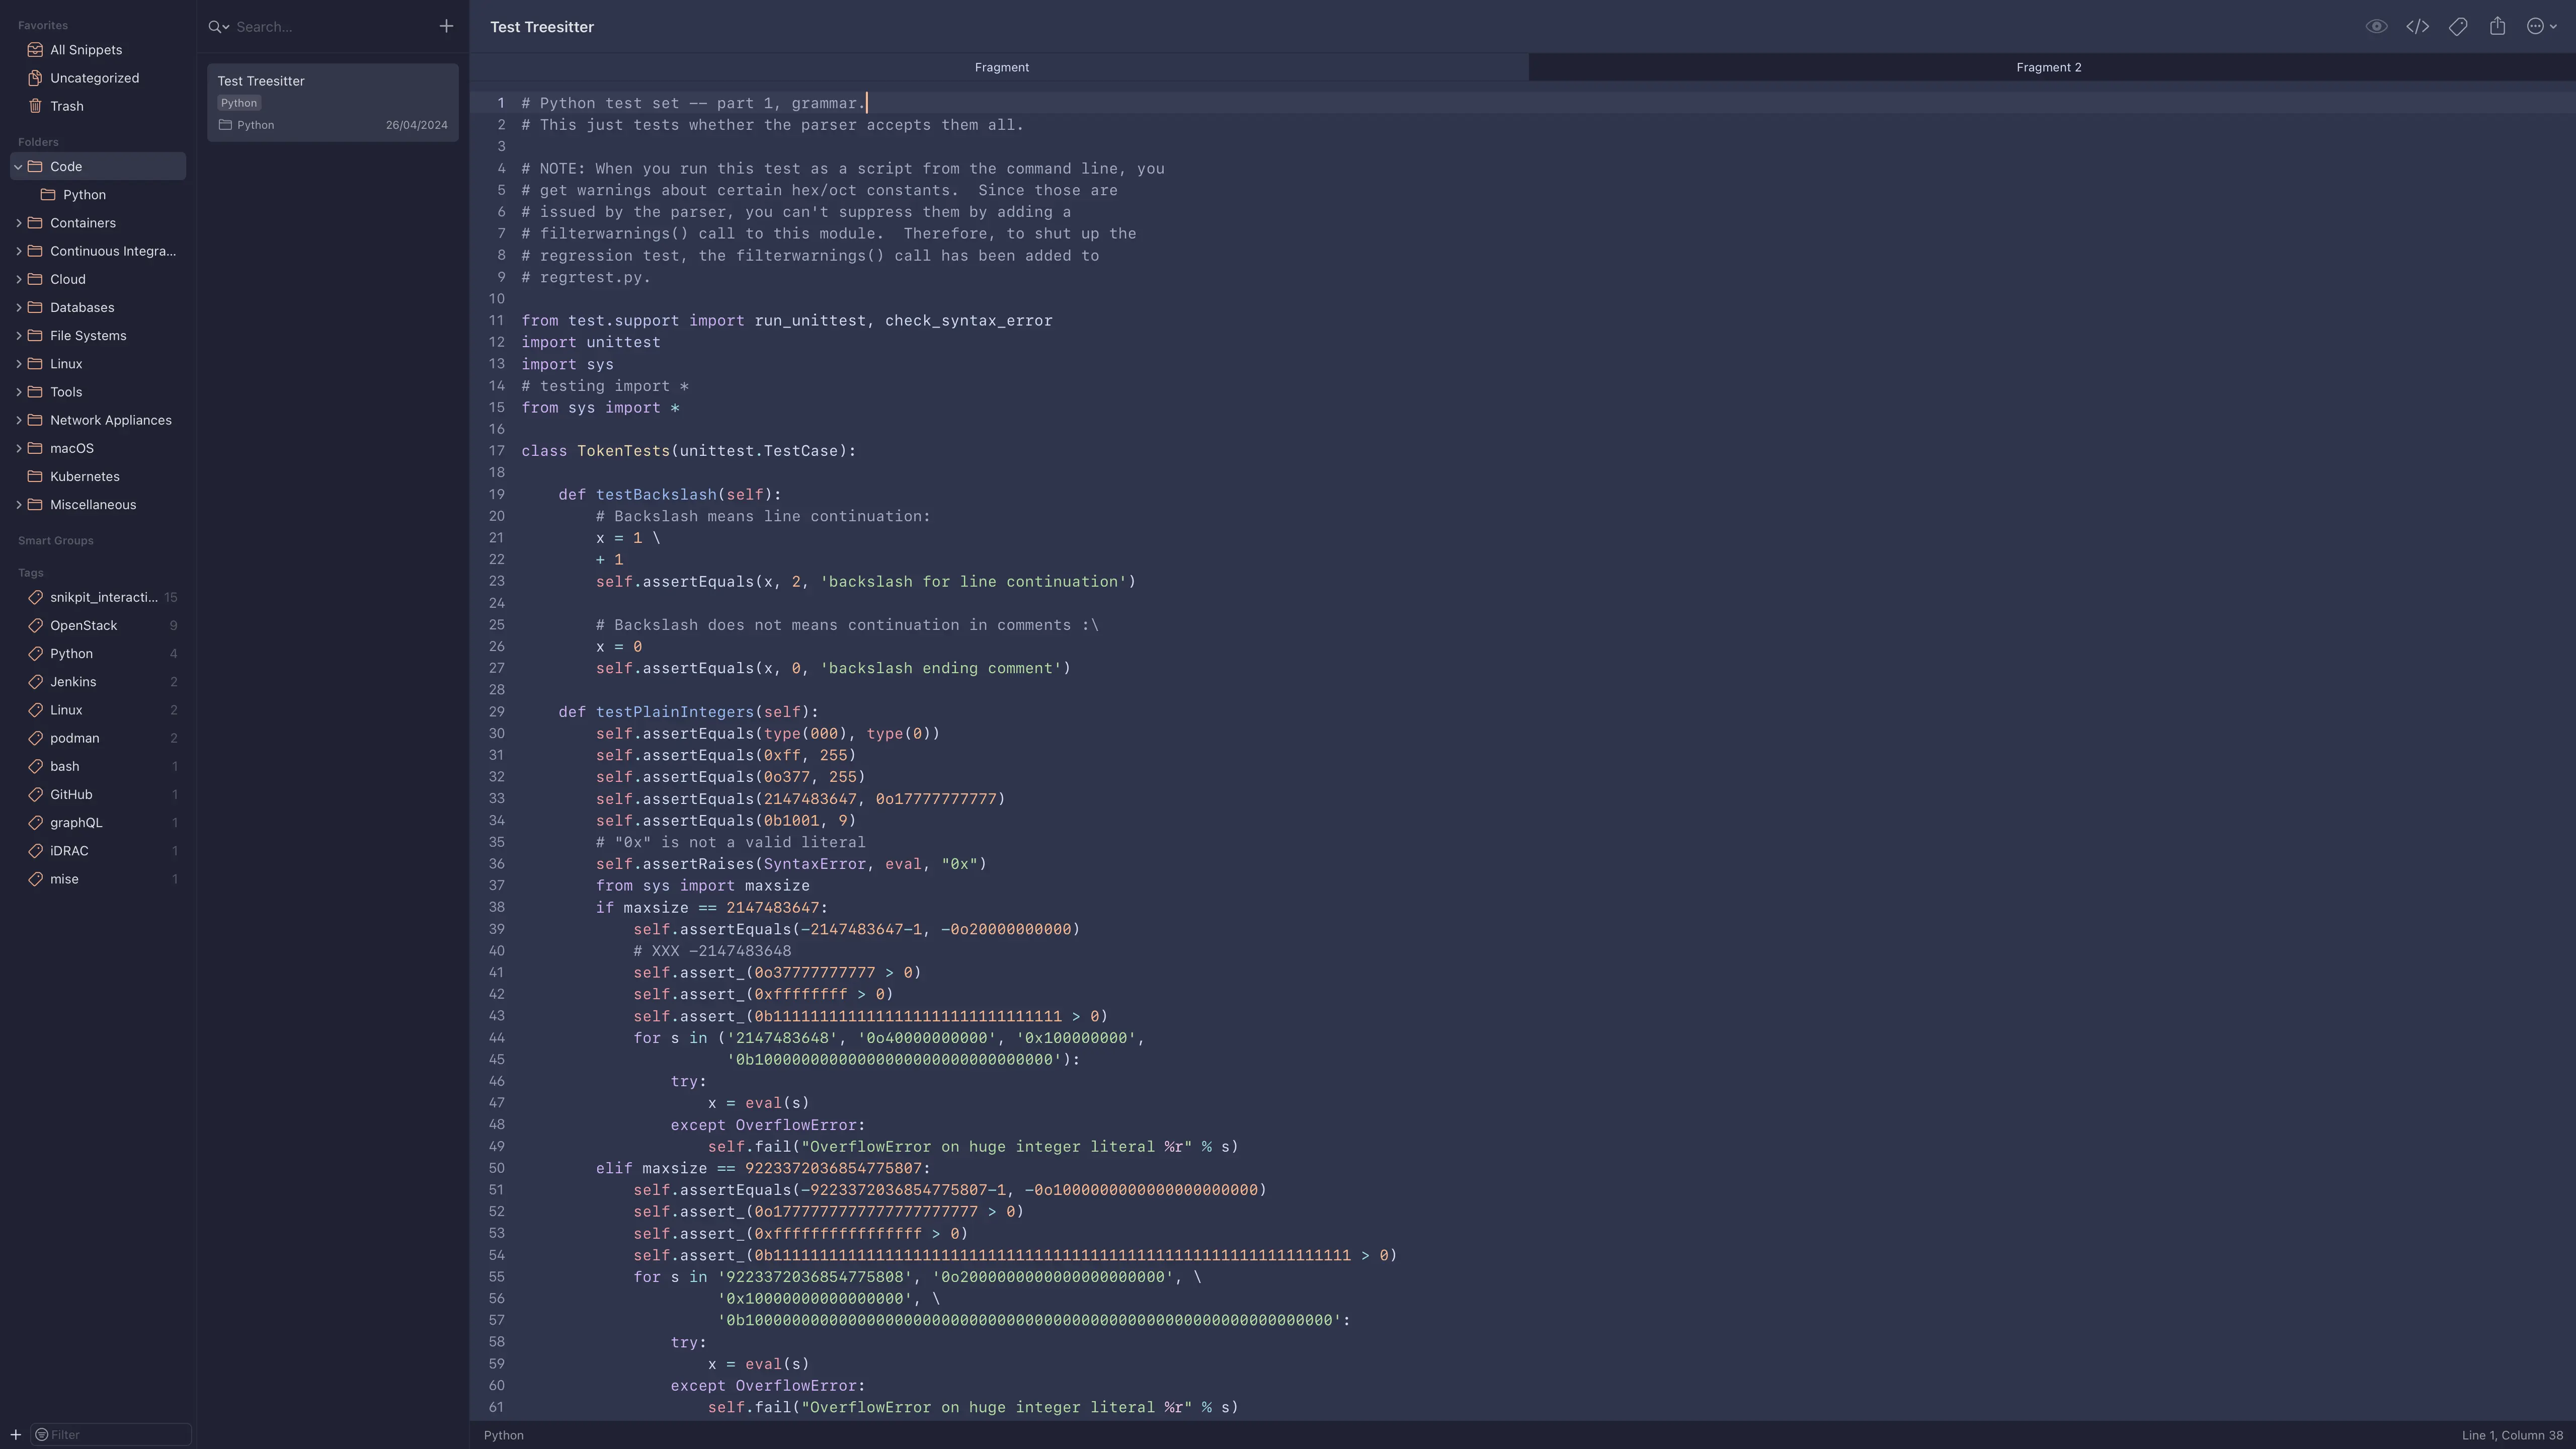 Favorites
All Snippets
Uncategorized
Trash
Folders
Code
Python
Containers
Continuous Integra...
Cloud
Databases
File Systems
Linux
Tools
Network Appliances
macOS
Kubernetes
Miscellaneous
Smart Groups
Tags
snikpit_interacti... 15
OpenStack 9
Python 4
Jenkins 2
Linux 2
podman 2
bash 1
GitHub 1
graphQL 1
iDRAC 1
mise 1
Filter
Search...
Test Treesitter
Python
Python 26/04/2024
Test Treesitter
Fragment
Fragment 2
1 # Python test set -- part 1, grammar.
2 # This just tests whether the parser accepts them all.
3
4 # NOTE: When you run this test as a script from the command line, you
5 # get warnings about certain hex/oct constants.  Since those are
6 # issued by the parser, you can't suppress them by adding a
7 # filterwarnings() call to this module.  Therefore, to shut up the
8 # regression test, the filterwarnings() call has been added to
9 # regrtest.py.
10
11 from test.support import run_unittest, check_syntax_error
12 import unittest
13 import sys
14 # testing import *
15 from sys import *
16
17 class TokenTests(unittest.TestCase):
18
19     def testBackslash(self):
20         # Backslash means line continuation:
21         x = 1 \
22         + 1
23         self.assertEquals(x, 2, 'backslash for line continuation')
24
25         # Backslash does not means continuation in comments :\
26         x = 0
27         self.assertEquals(x, 0, 'backslash ending comment')
28
29     def testPlainIntegers(self):
30         self.assertEquals(type(000), type(0))
31         self.assertEquals(0xff, 255)
32         self.assertEquals(0o377, 255)
33         self.assertEquals(2147483647, 0o17777777777)
34         self.assertEquals(0b1001, 9)
35         # "0x" is not a valid literal
36         self.assertRaises(SyntaxError, eval, "0x")
37         from sys import maxsize
38         if maxsize == 2147483647:
39             self.assertEquals(-2147483647-1, -0o20000000000)
40             # XXX -2147483648
41             self.assert_(0o37777777777 > 0)
42             self.assert_(0xffffffff > 0)
43             self.assert_(0b1111111111111111111111111111111 > 0)
44             for s in ('2147483648', '0o40000000000', '0x100000000',
45                       '0b10000000000000000000000000000000'):
46                 try:
47                     x = eval(s)
48                 except OverflowError:
49                     self.fail("OverflowError on huge integer literal %r" % s)
50         elif maxsize == 9223372036854775807:
51             self.assertEquals(-9223372036854775807-1, -0o1000000000000000000000)
52             self.assert_(0o1777777777777777777777 > 0)
53             self.assert_(0xffffffffffffffff > 0)
54             self.assert_(0b11111111111111111111111111111111111111111111111111111111111111 > 0)
55             for s in '9223372036854775808', '0o2000000000000000000000', \
56                      '0x10000000000000000', \
57                      '0b100000000000000000000000000000000000000000000000000000000000000':
58                 try:
59                     x = eval(s)
60                 except OverflowError:
61                     self.fail("OverflowError on huge integer literal %r" % s)
Python
Line 1, Column 38